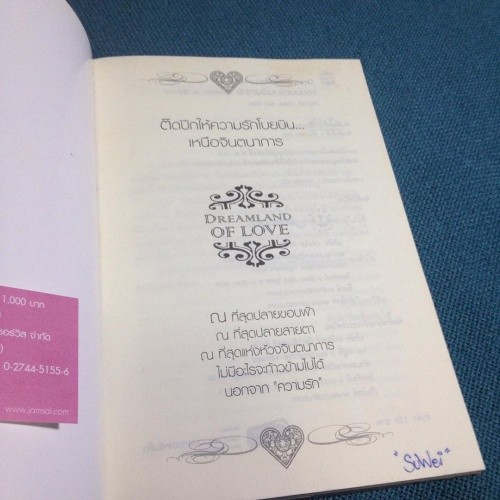 ติดปีกให้ความรักโบยบิน...
เหนือจินตนาการ
DREAMLAND
OF LOVE
ณ ที่สุดปลายขอบฟ้า
ณ ที่สุดปลายสายตา
ณ ที่สุดแห่งห้วงจินตนาการ
ไม่มีอะไรจะก้าวข้ามไปได้
นอกจาก "ความรัก"
1,000 บาท
อร์วิส จำกัด
0-2744-5155-6
www.jamsai.com
"SuWei"